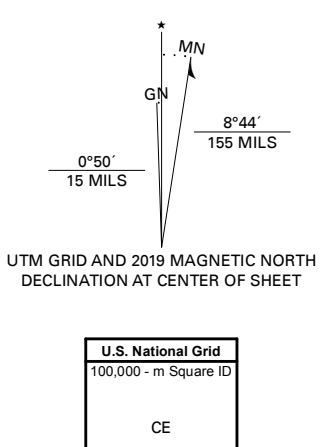 ★
MN
GN
8°44´
155 MILS
0°50´
15 MILS
UTM GRID AND 2019 MAGNETIC NORTH
DECLINATION AT CENTER OF SHEET
U.S. National Grid
100,000 - m Square ID
CE